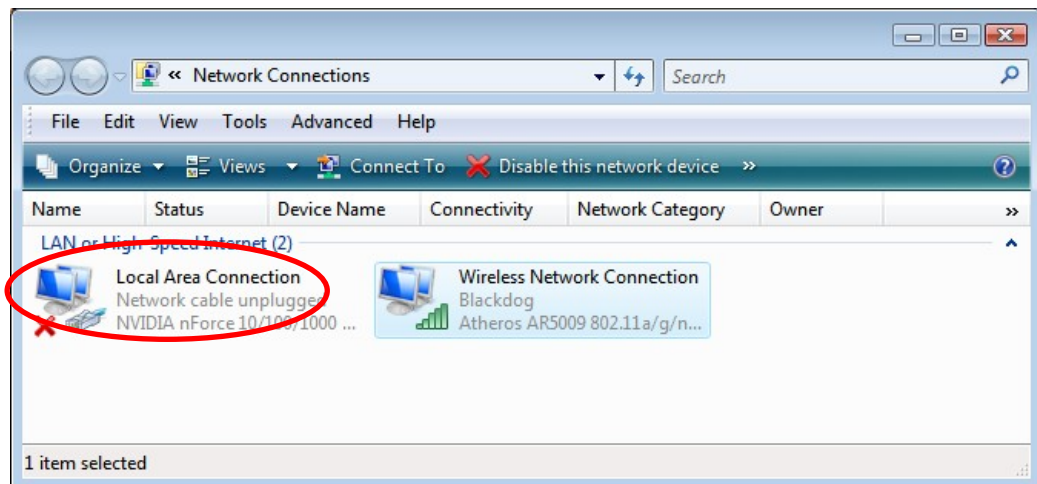 « Network Connections
Search
File Edit View Tools Advanced Help
Organize Views Connect To Disable this network device »
Name Status Device Name Connectivity Network Category Owner »
LAN or High-Speed Internet (2)
Local Area Connection
Network cable unplugged
NVIDIA nForce 10/100/1000 ...
Wireless Network Connection
Blackdog
Atheros AR5009 802.11a/g/n...
1 item selected